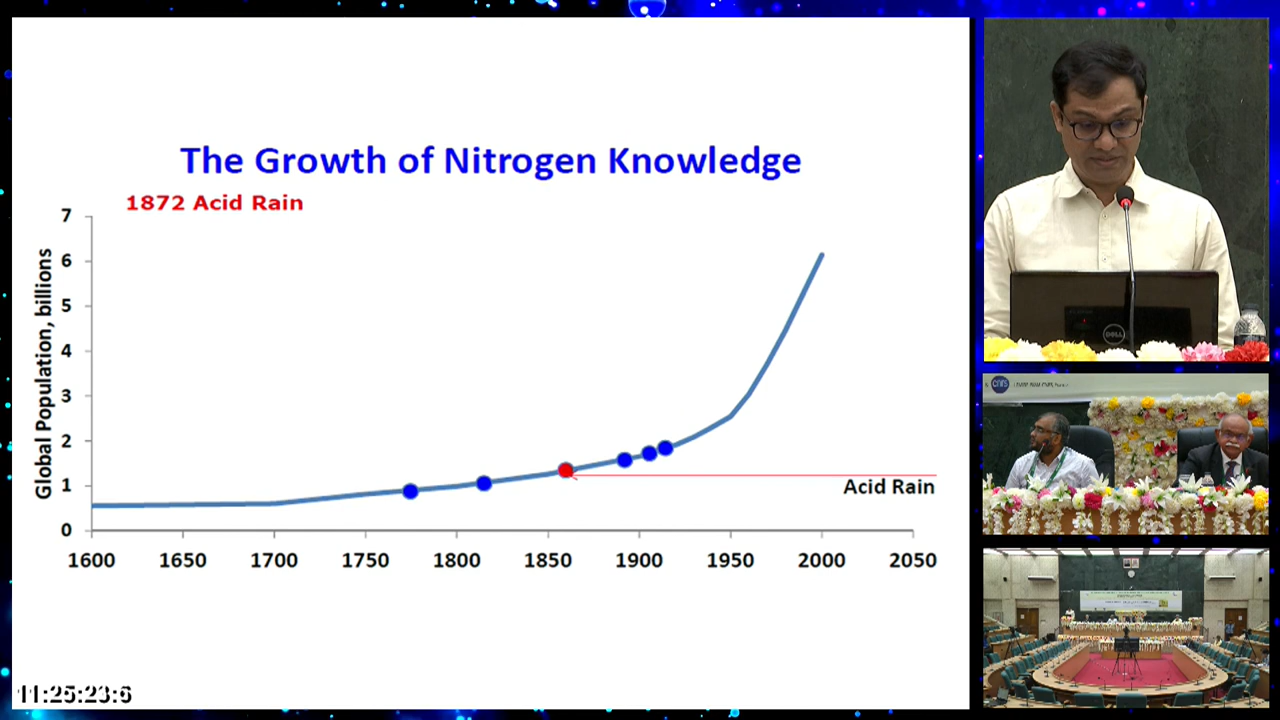 The Growth of Nitrogen Knowledge
1872 Acid Rain
Global Population, billions
7
6
5
4
3
2
1
0
Acid Rain
1600 1650 1700 1750 1800 1850 1900 1950 2000 2050
11:25:23:6
DELL